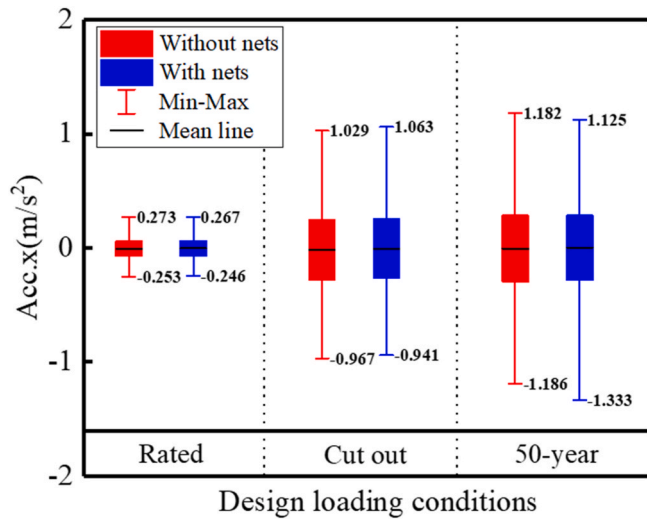 2
Without nets
With nets
Min-Max
Mean line
1
0
-1
-2
Acc.x(m/s²)
0.273
0.267
-0.253
-0.246
1.029
1.063
-0.967
-0.941
1.182
1.125
-1.186
-1.333
Rated
Cut out
50-year
Design loading conditions